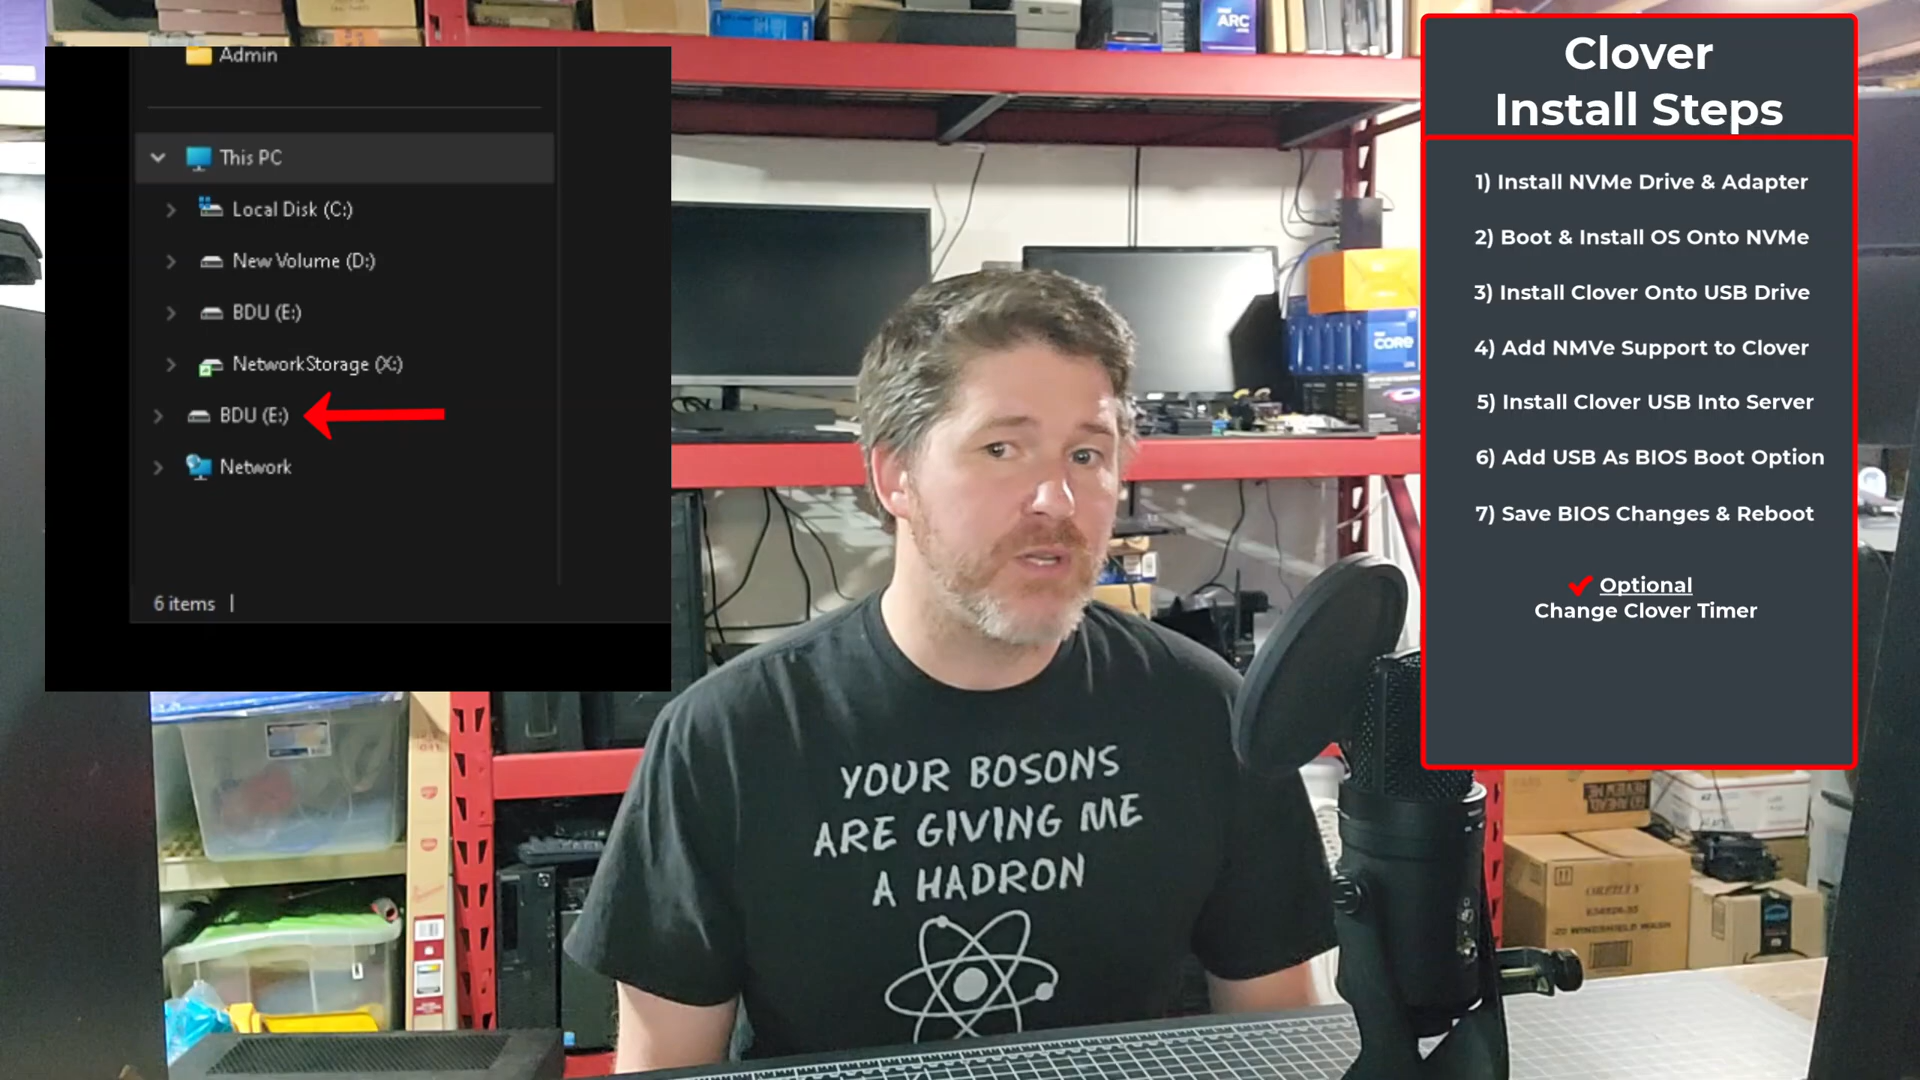 Admin
This PC
Local Disk (C:)
New Volume (D:)
BDU (E:)
NetworkStorage (X:)
BDU (E:)
Network
6 items
Clover
Install Steps
1) Install NVMe Drive & Adapter
2) Boot & Install OS Onto NVMe
3) Install Clover Onto USB Drive
4) Add NMVe Support to Clover
5) Install Clover USB Into Server
6) Add USB As BIOS Boot Option
7) Save BIOS Changes & Reboot
Optional
Change Clover Timer
ARC
CORE
YOUR BOSONS
ARE GIVING ME
A HADRON